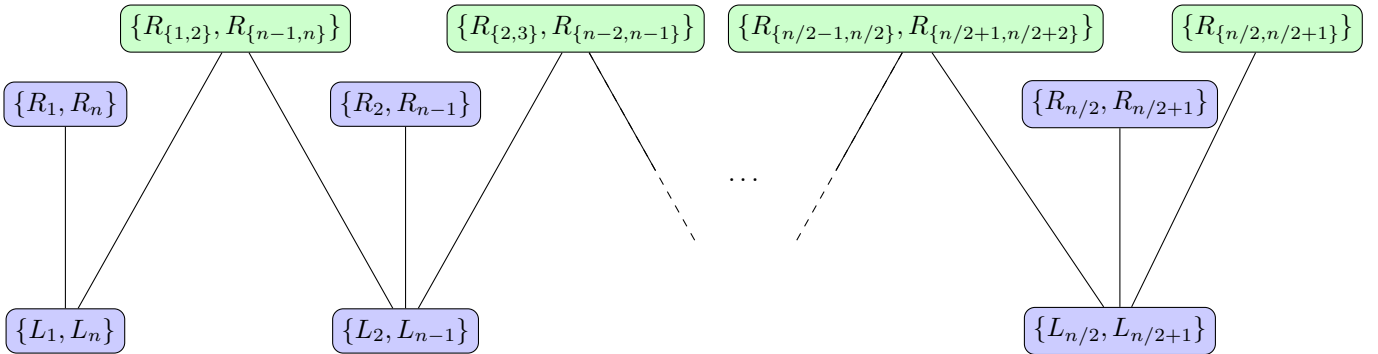 {R_{\{1,2\}}, R_{\{n−1,n\}}} {R_{\{2,3\}}, R_{\{n−2,n−1\}}} {R_{\{n/2−1,n/2\}}, R_{\{n/2+1,n/2+2\}}} {R_{\{n/2,n/2+1\}}}
{R_1, R_n} {R_2, R_{n−1}} {R_{n/2}, R_{n/2+1}}
...
{L_1, L_n} {L_2, L_{n−1}} {L_{n/2}, L_{n/2+1}}